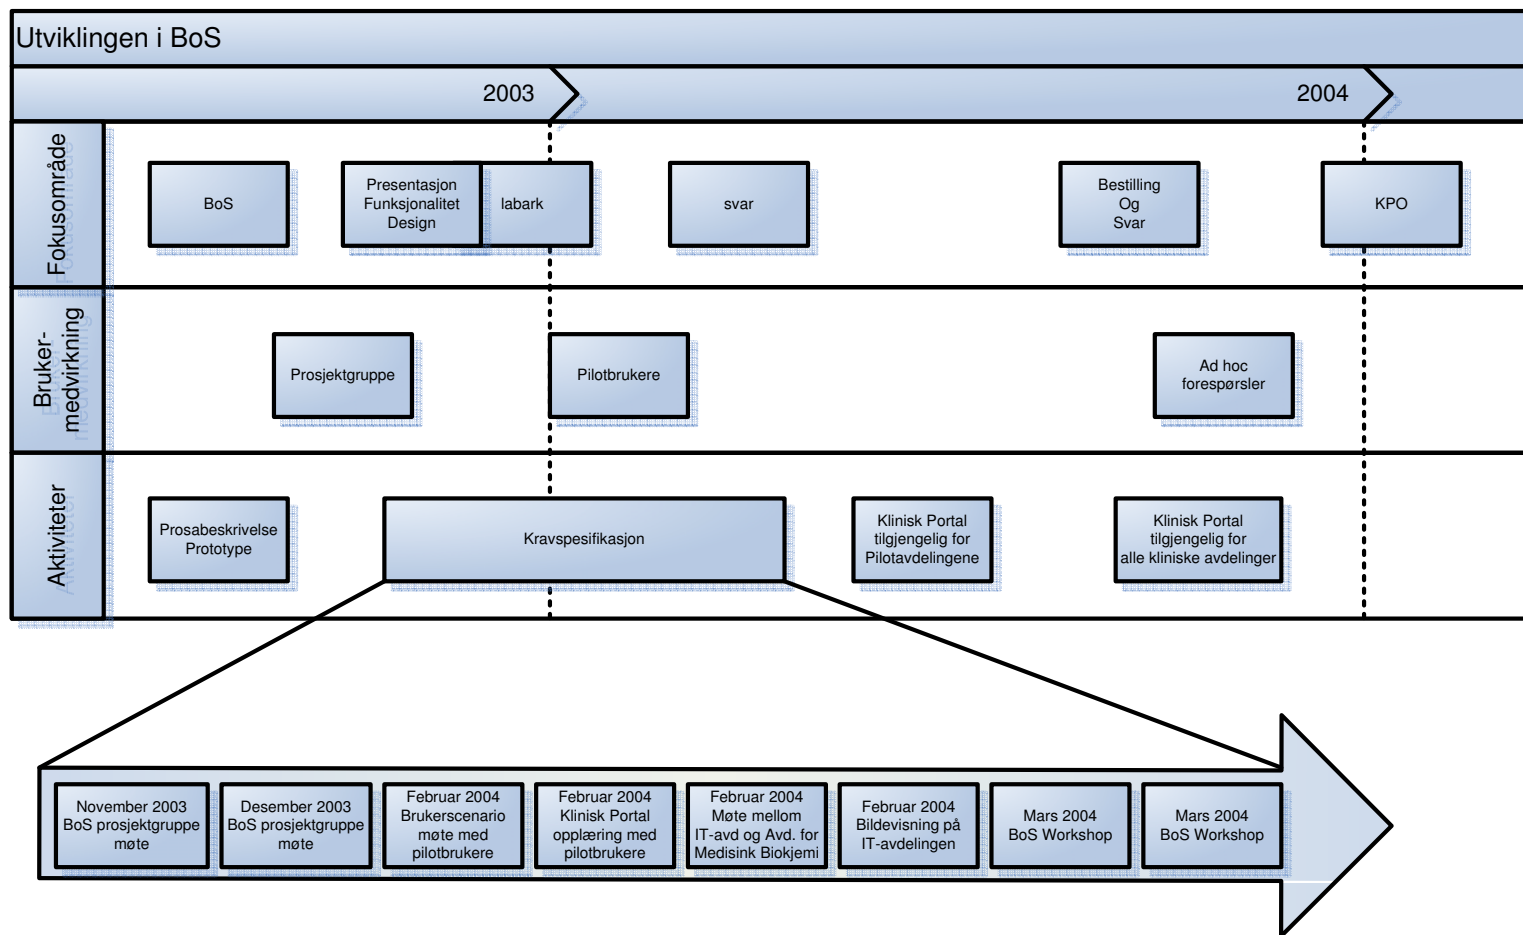 Utviklingen i BoS
2003
2004
Fokusområde
BoS
Presentasjon
Funksjonalitet
Design
labark
svar
Bestilling
Og
Svar
KPO
Bruker-
medvirkning
Prosjektgruppe
Pilotbrukere
Ad hoc
forespørsler
Aktiviteter
Prosabeskrivelse
Prototype
Kravspesifikasjon
Klinisk Portal
tilgjengelig for
Pilotavdelingene
Klinisk Portal
tilgjengelig for
alle kliniske avdelinger
November 2003
BoS prosjektgruppe
møte
Desember 2003
BoS prosjektgruppe
møte
Februar 2004
Brukerscenario
møte med
pilotbrukere
Februar 2004
Klinisk Portal
opplæring med
pilotbrukere
Februar 2004
Møte mellom
IT-avd og Avd. for
Medisink Biokjemi
Februar 2004
Bildevisning på
IT-avdelingen
Mars 2004
BoS Workshop
Mars 2004
BoS Workshop